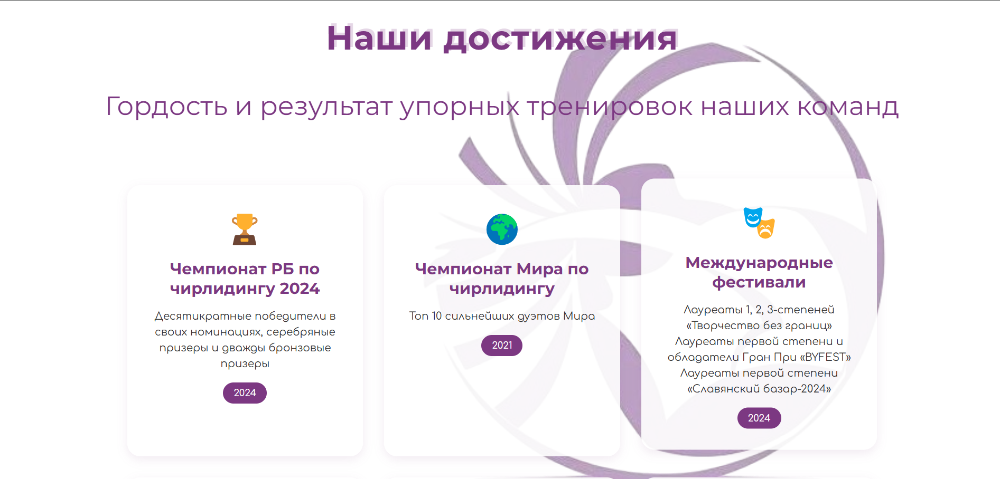 Наши достижения
Гордость и результат упорных тренировок наших команд
Чемпионат РБ по
чирлидингу 2024
Десятикратные победители в
своих номинациях, серебряные
призеры и дважды бронзовые
призеры
2024
Чемпионат Мира по
чирлидингу
Топ 10 сильнейших дуэтов Мира
2021
Международные
фестивали
Лауреаты 1, 2, 3-степеней
«Творчество без границ»
Лауреаты первой степени и
обладатели Гран При «BYFEST»
Лауреаты первой степени
«Славянский базар-2024»
2024